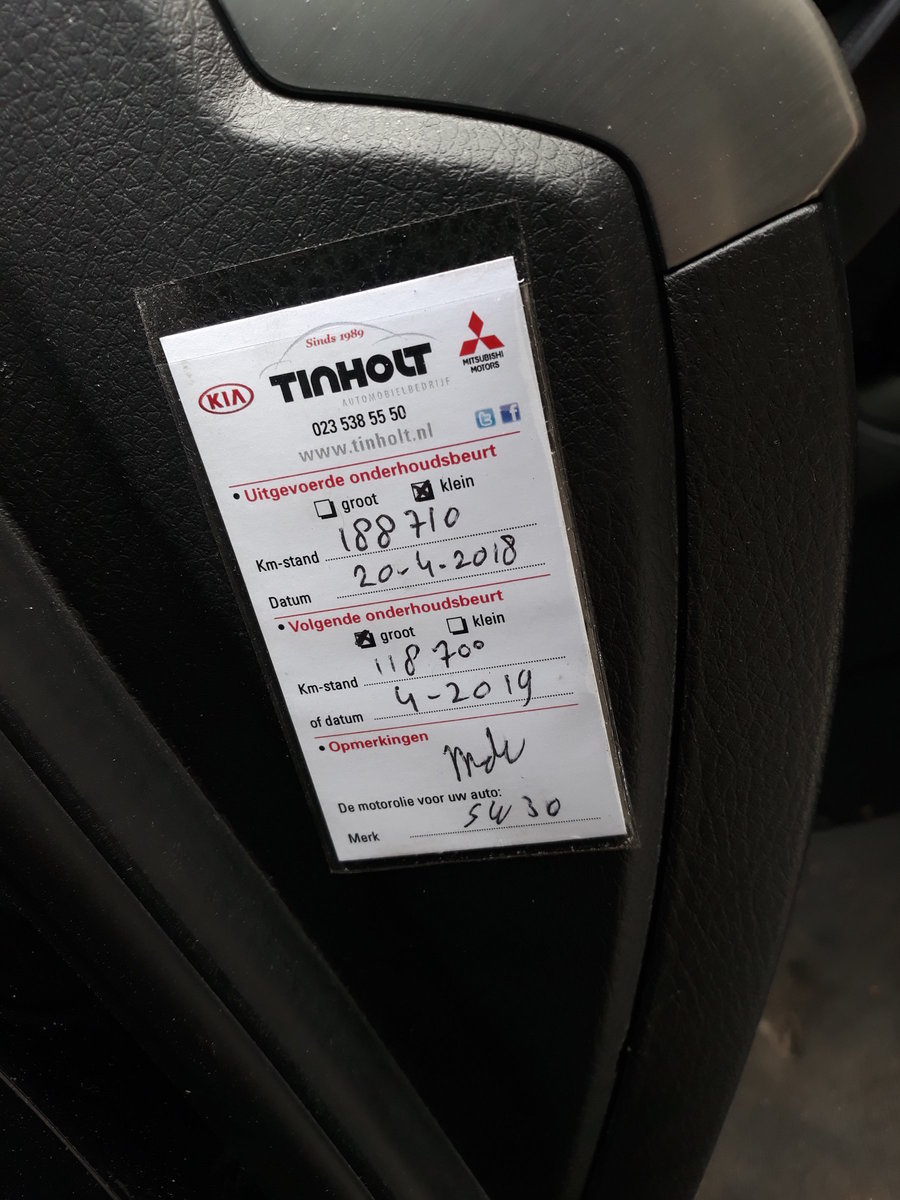 Sinds 1989
TINHOLT
AUTOMOBIELBEDRIJF
KIA
MITSUBISHI
MOTORS
023 538 55 50
www.tinholt.nl
• Uitgevoerde onderhoudsbeurt
groot klein
Km-stand 188710
Datum 20-4-2018
• Volgende onderhoudsbeurt
groot klein
Km-stand 118700
of datum 4-2019
• Opmerkingen
De motorolie voor uw auto:
Merk 5W30